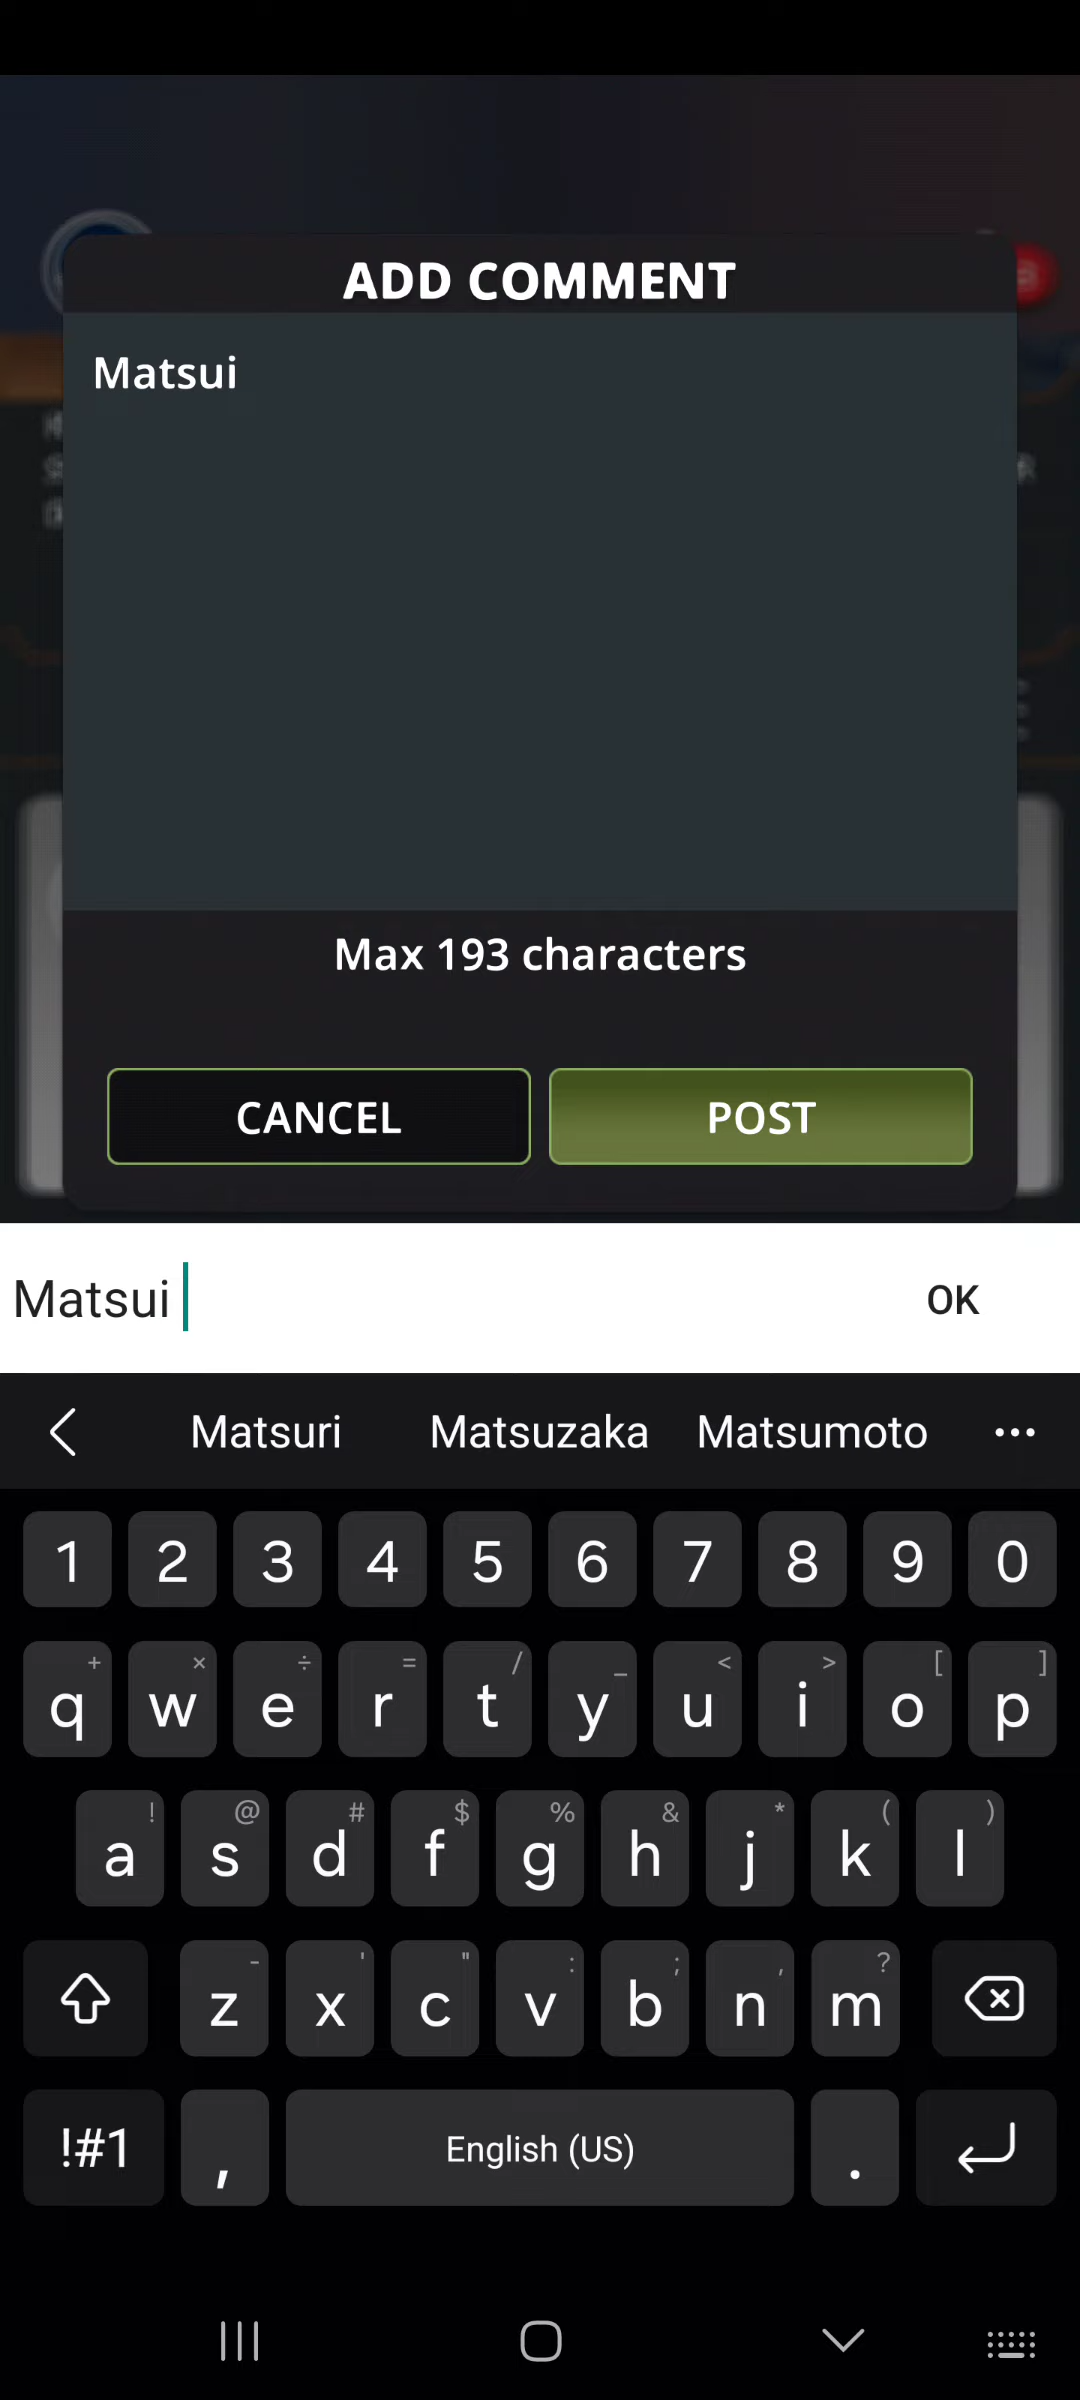 ADD COMMENT
Matsui
Max 193 characters
CANCEL POST
Matsui OK
Matsuri Matsuzaka Matsumoto ...
1 2 3 4 5 6 7 8 9 0
+ × ÷ = / _ < > [ ]
q w e r t y u i o p
! @ # $ % & * ( )
a s d f g h j k l
- ' " : ; , ?
z x c v b n m
!#1 , English (US) .